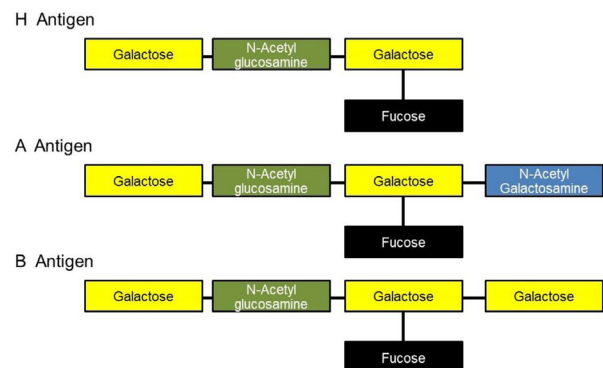 H Antigen
Galactose
N-Acetyl
glucosamine
Galactose
Fucose
A Antigen
Galactose
N-Acetyl
glucosamine
Galactose
N-Acetyl
Galactosamine
Fucose
B Antigen
Galactose
N-Acetyl
glucosamine
Galactose
Galactose
Fucose